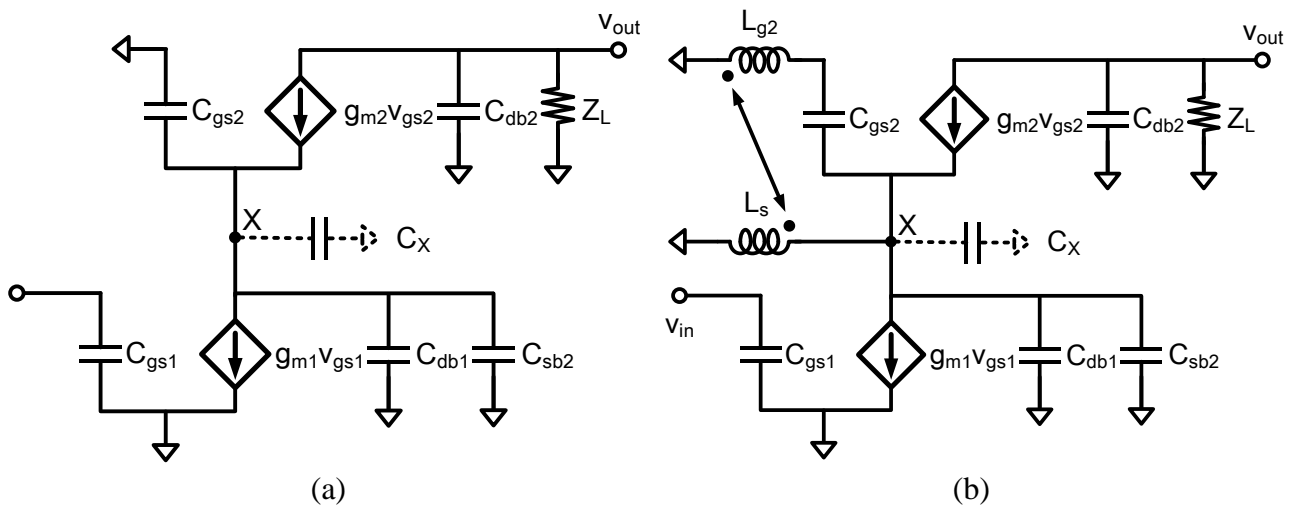 v_out
C_gs2
g_m2v_gs2
C_db2
Z_L
X
C_X
C_gs1
g_m1v_gs1
C_db1
C_sb2
(a)
L_g2
v_out
C_gs2
g_m2v_gs2
C_db2
Z_L
L_s
X
C_X
v_in
C_gs1
g_m1v_gs1
C_db1
C_sb2
(b)